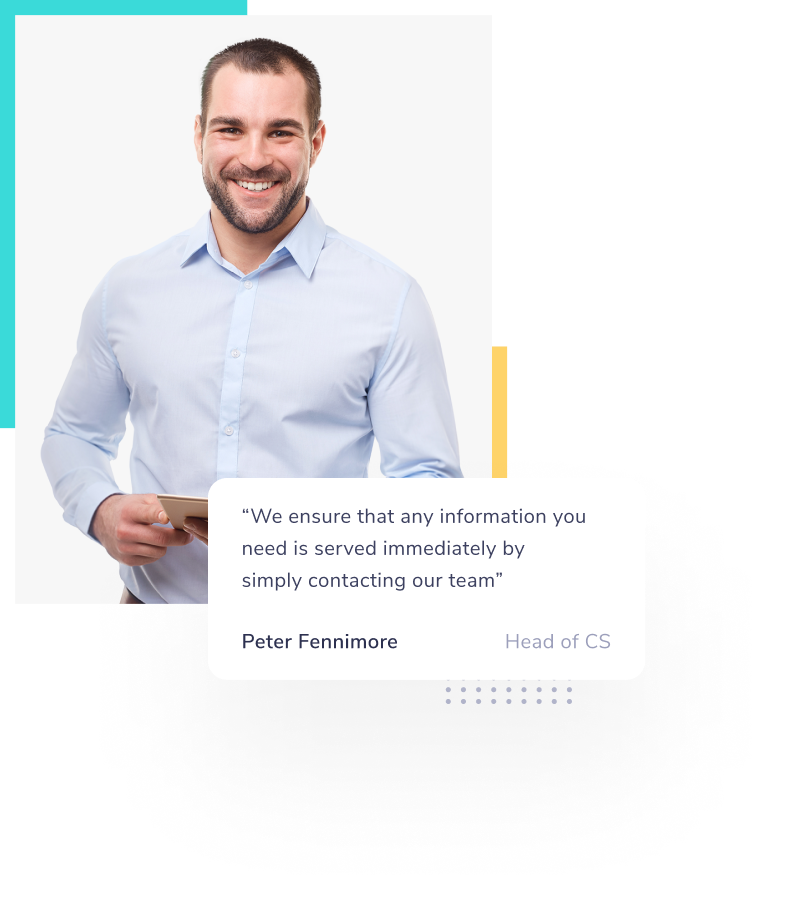 “We ensure that any information you
need is served immediately by
simply contacting our team”
Peter Fennimore Head of CS